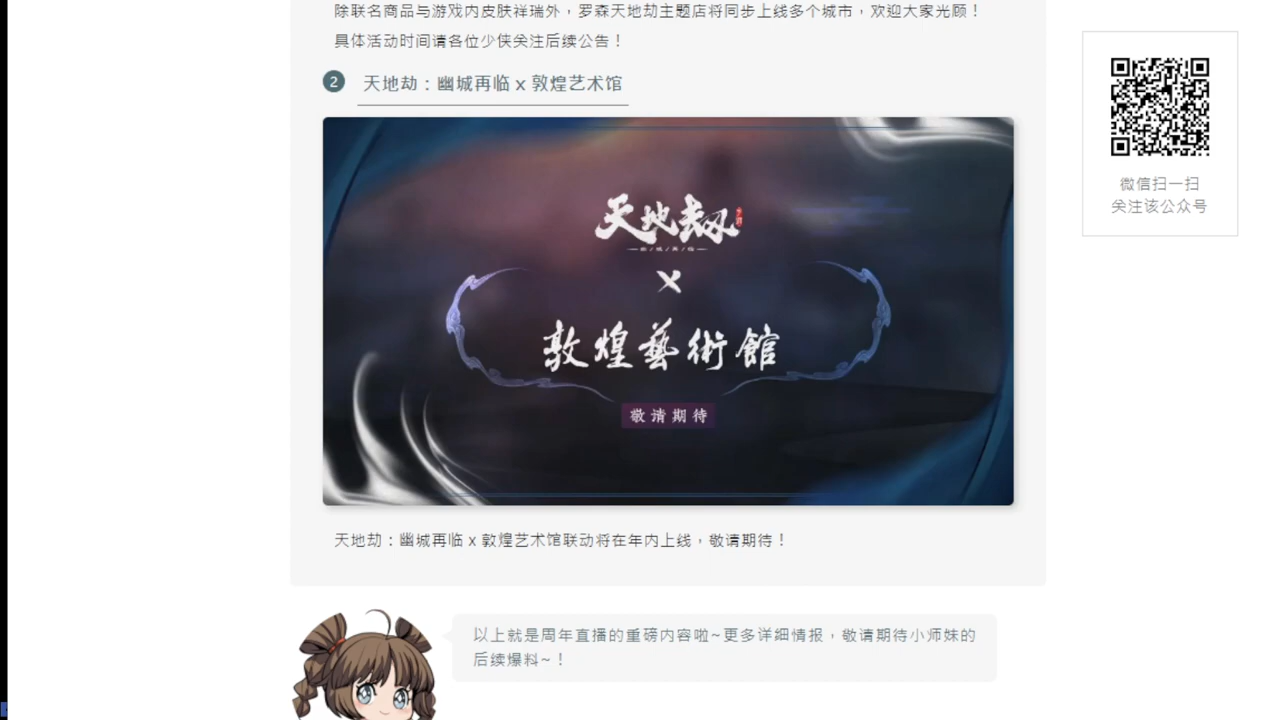 除联名商品与游戏内皮肤祥瑞外，罗森天地劫主题店将同步上线多个城市，欢迎大家光顾！
具体活动时间请各位少侠关注后续公告！
2 天地劫：幽城再临 x 敦煌艺术馆
天地劫
X
敦煌藝術館
敬请期待
天地劫：幽城再临 x 敦煌艺术馆联动将在年内上线，敬请期待！
以上就是周年直播的重磅内容啦~更多详细情报，敬请期待小师妹的
后续爆料~！
微信扫一扫
关注该公众号